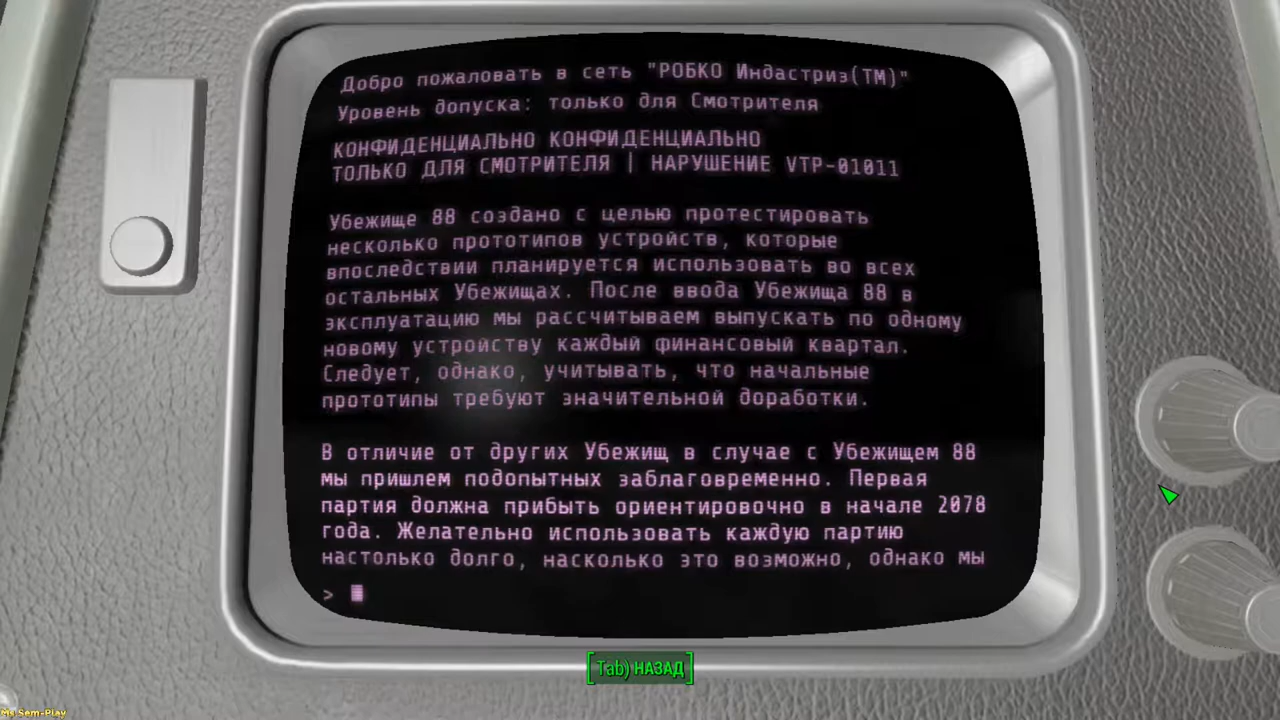 Добро пожаловать в сеть "РОБКО Индастриз(ТМ)"
Уровень допуска: только для Смотрителя
КОНФИДЕНЦИАЛЬНО КОНФИДЕНЦИАЛЬНО
ТОЛЬКО ДЛЯ СМОТРИТЕЛЯ | НАРУШЕНИЕ VTP-01011
Убежище 88 создано с целью протестировать
несколько прототипов устройств, которые
впоследствии планируется использовать во всех
остальных Убежищах. После ввода Убежища 88 в
эксплуатацию мы рассчитываем выпускать по одному
новому устройству каждый финансовый квартал.
Следует, однако, учитывать, что начальные
прототипы требуют значительной доработки.
В отличие от других Убежищ в случае с Убежищем 88
мы пришлем подопытных заблаговременно. Первая
партия должна прибыть ориентировочно в начале 2078
года. Желательно использовать каждую партию
настолько долго, насколько это возможно, однако мы
>
[Tab) НАЗАД]
Ms.Sem-Play